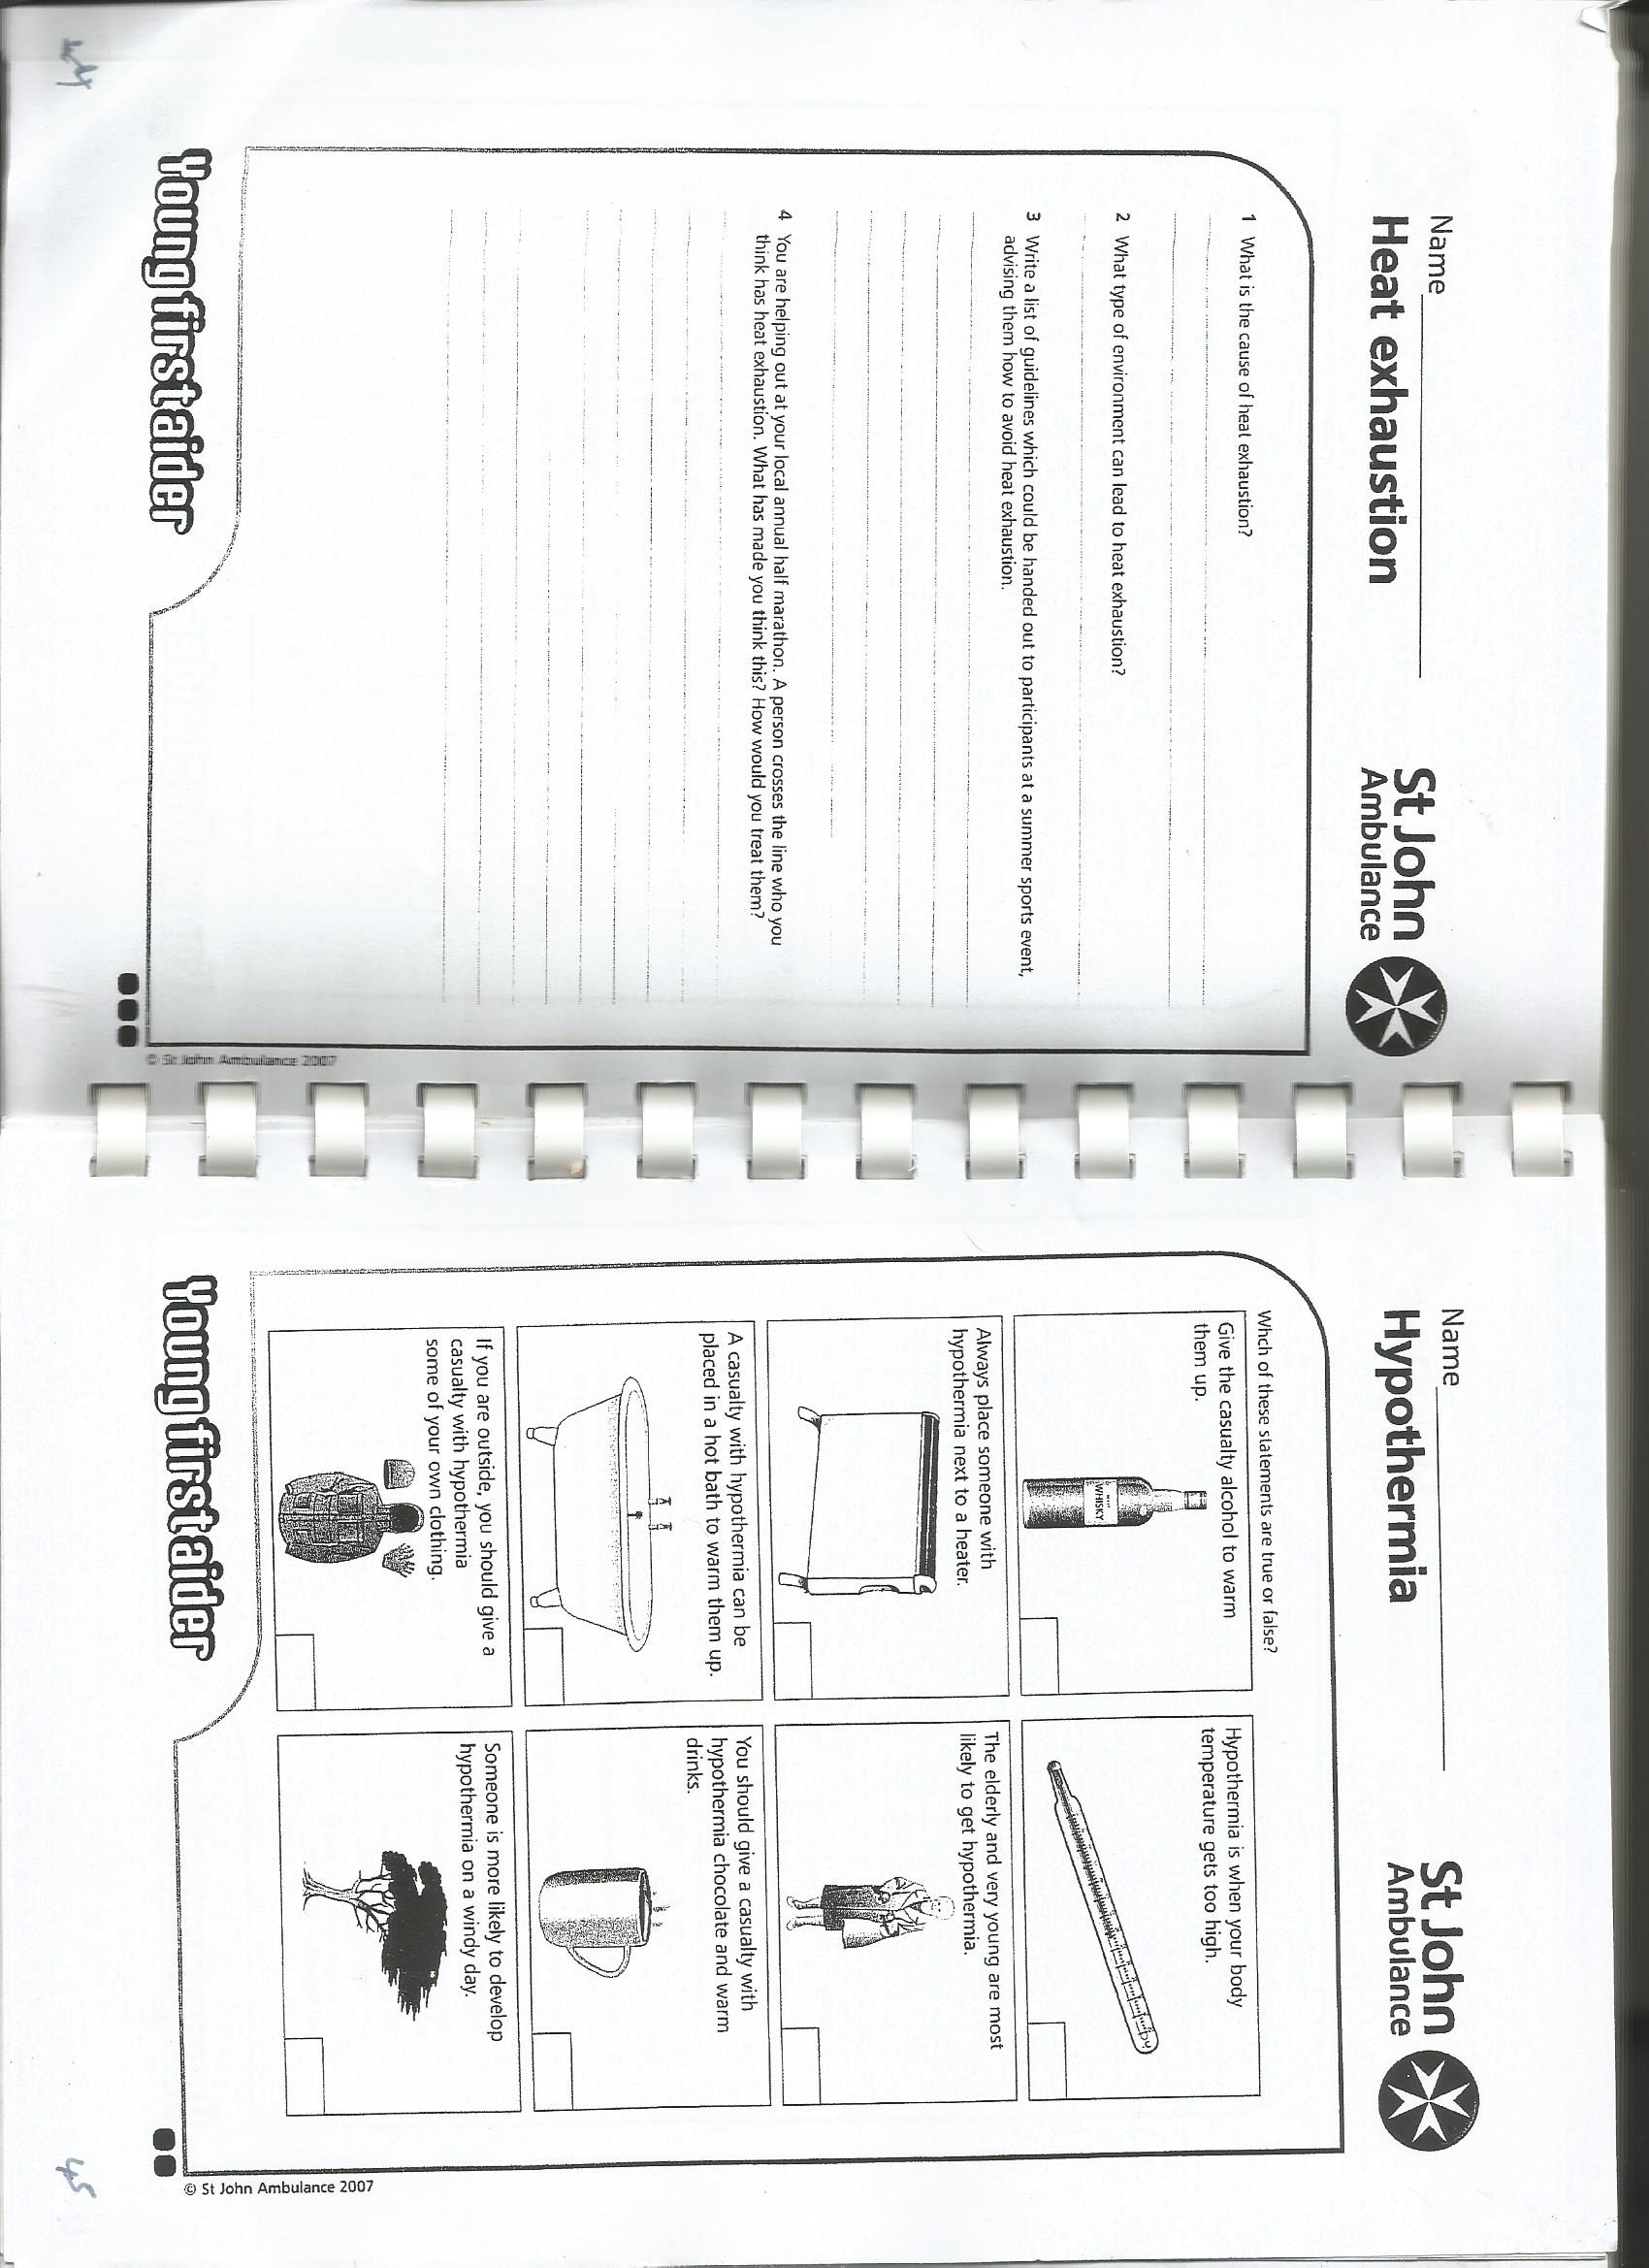 Name
Heat exhaustion
St John
Ambulance
1 What is the cause of heat exhaustion?
2 What type of environment can lead to heat exhaustion?
3 Write a list of guidelines which could be handed out to participants at a summer sports event,
advising them how to avoid heat exhaustion.
4 You are helping out at your local annual half marathon. A person crosses the line who you
think has heat exhaustion. What has made you think this? How would you treat them?
Young first aider
© St John Ambulance 2007
Name
Hypothermia
St John
Ambulance
Whch of these statements are true or false?
Give the casualty alcohol to warm
them up.
WHISKY
Hypothermia is when your body
temperature gets too high.
Always place someone with
hypothermia next to a heater.
The elderly and very young are most
likely to get hypothermia.
A casualty with hypothermia can be
placed in a hot bath to warm them up.
You should give a casualty with
hypothermia chocolate and warm
drinks.
If you are outside, you should give a
casualty with hypothermia
some of your own clothing.
Someone is more likely to develop
hypothermia on a windy day.
Young first aider
© St John Ambulance 2007
45